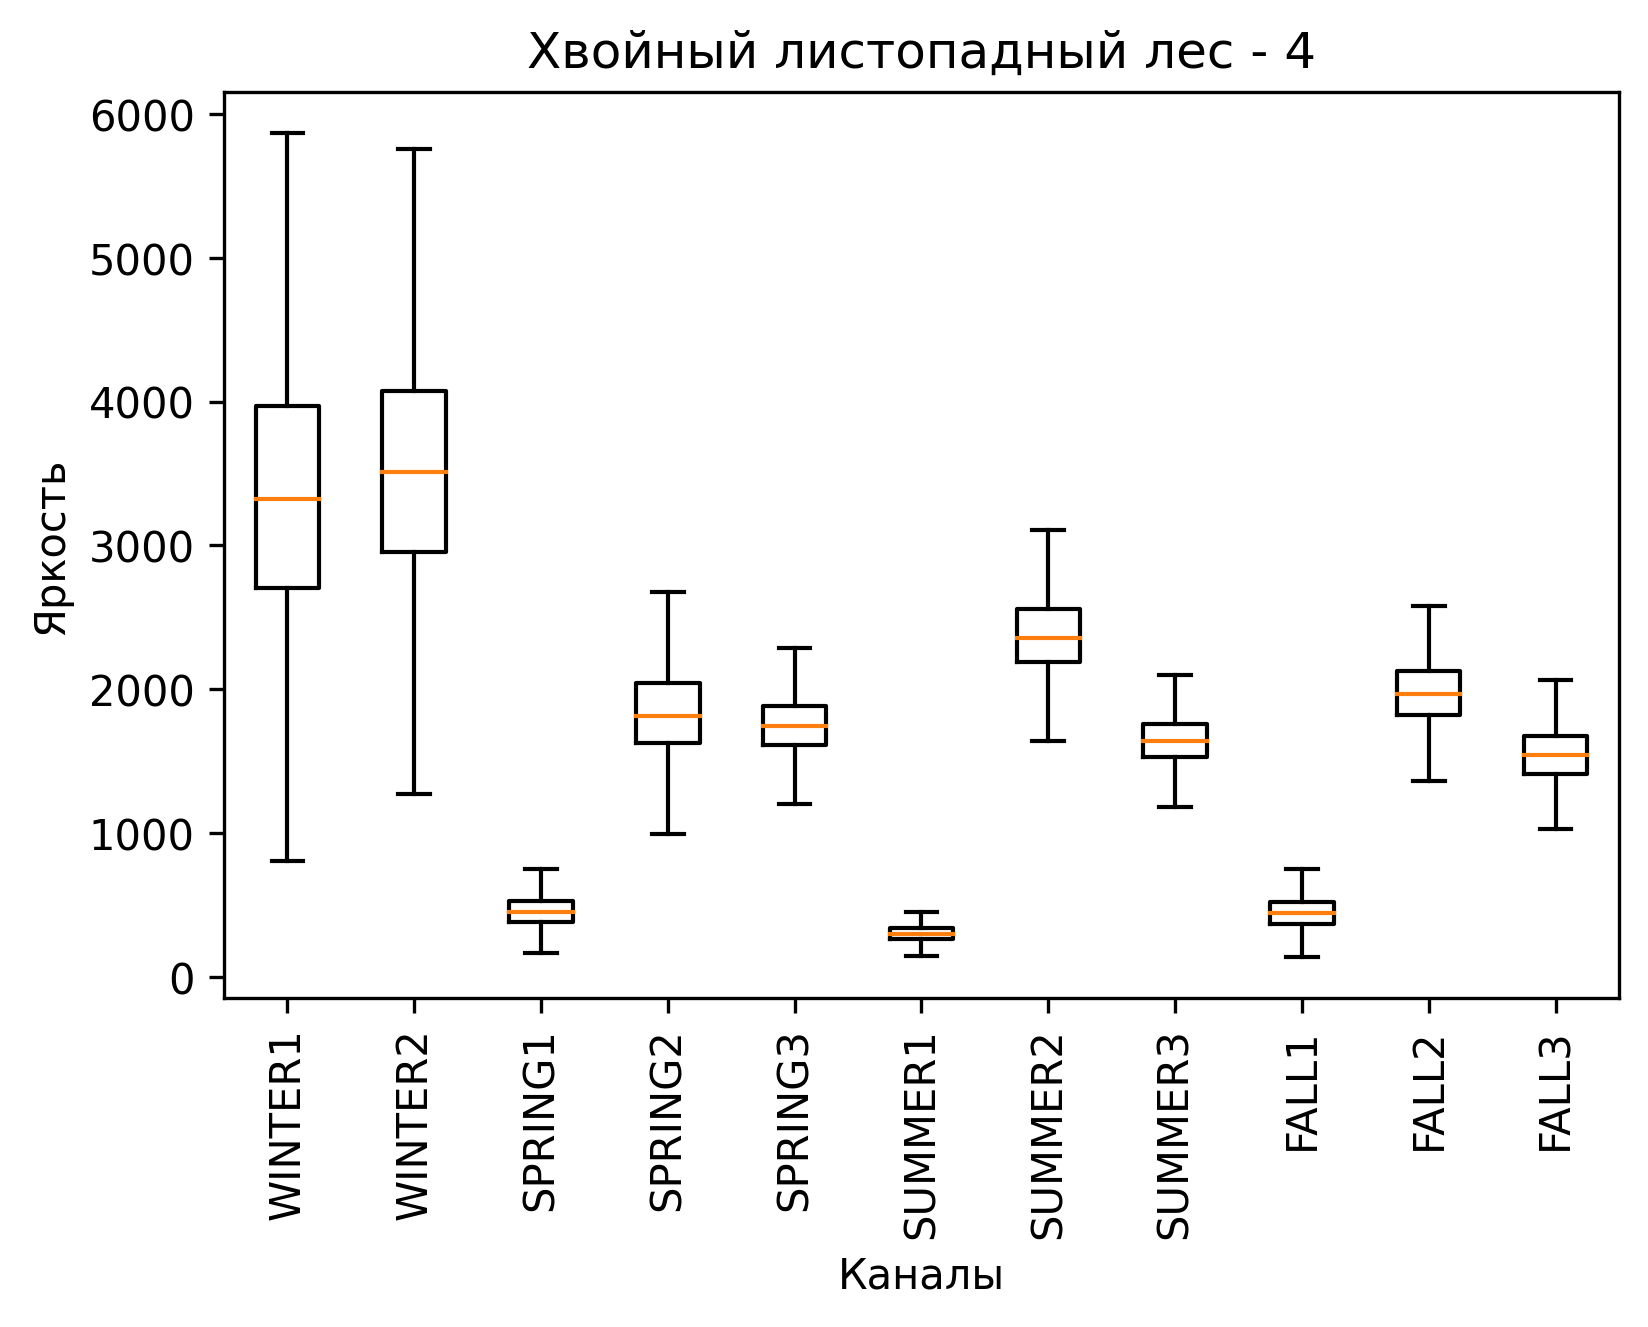 Хвойный листопадный лес - 4
6000
5000
4000
3000
2000
1000
0
Яркость
WINTER1
WINTER2
SPRING1
SPRING2
SPRING3
SUMMER1
SUMMER2
SUMMER3
FALL1
FALL2
FALL3
Каналы